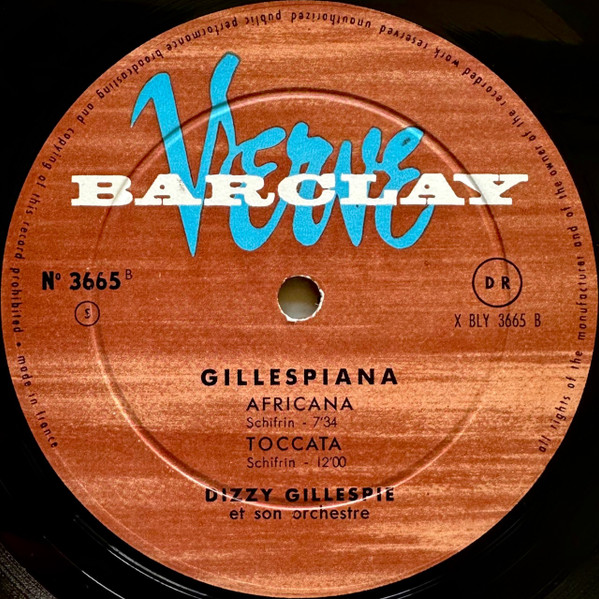 all rights of the manufacturer and of the owner of the recorded work reserved unauthorized public performance broadcasting and copying of this record prohibited • made in france
VERVE
BARCLAY
Nº 3665 B
S
DR
X BLY 3665 B
GILLESPIANA
AFRICANA
Schifrin - 7'34
TOCCATA
Schifrin - 12'00
DIZZY GILLESPIE
et son orchestre